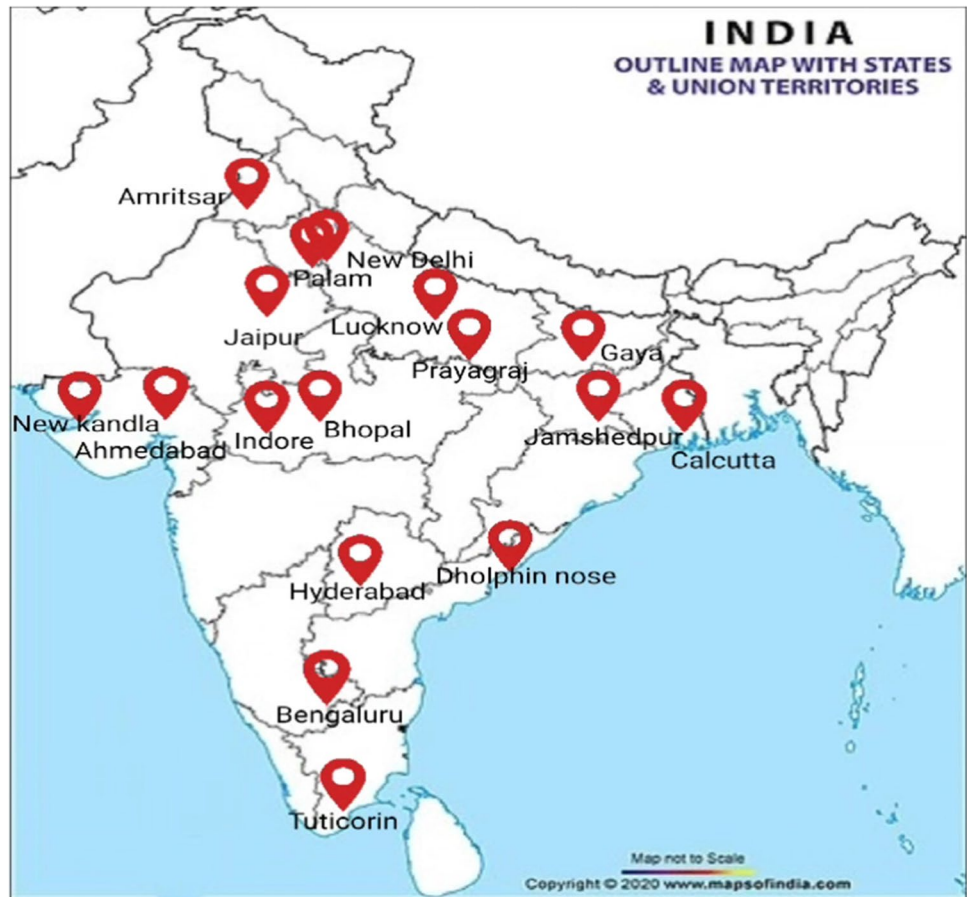 INDIA
OUTLINE MAP WITH STATES
& UNION TERRITORIES
Amritsar
New Delhi
Palam
Jaipur
Lucknow
Prayagraj
Gaya
New kandla
Ahmedabad
Indore
Bhopal
Jamshedpur
Calcutta
Hyderabad
Dholphin nose
Bengaluru
Tuticorin
Map not to Scale
Copyright © 2020 www.mapsofindia.com